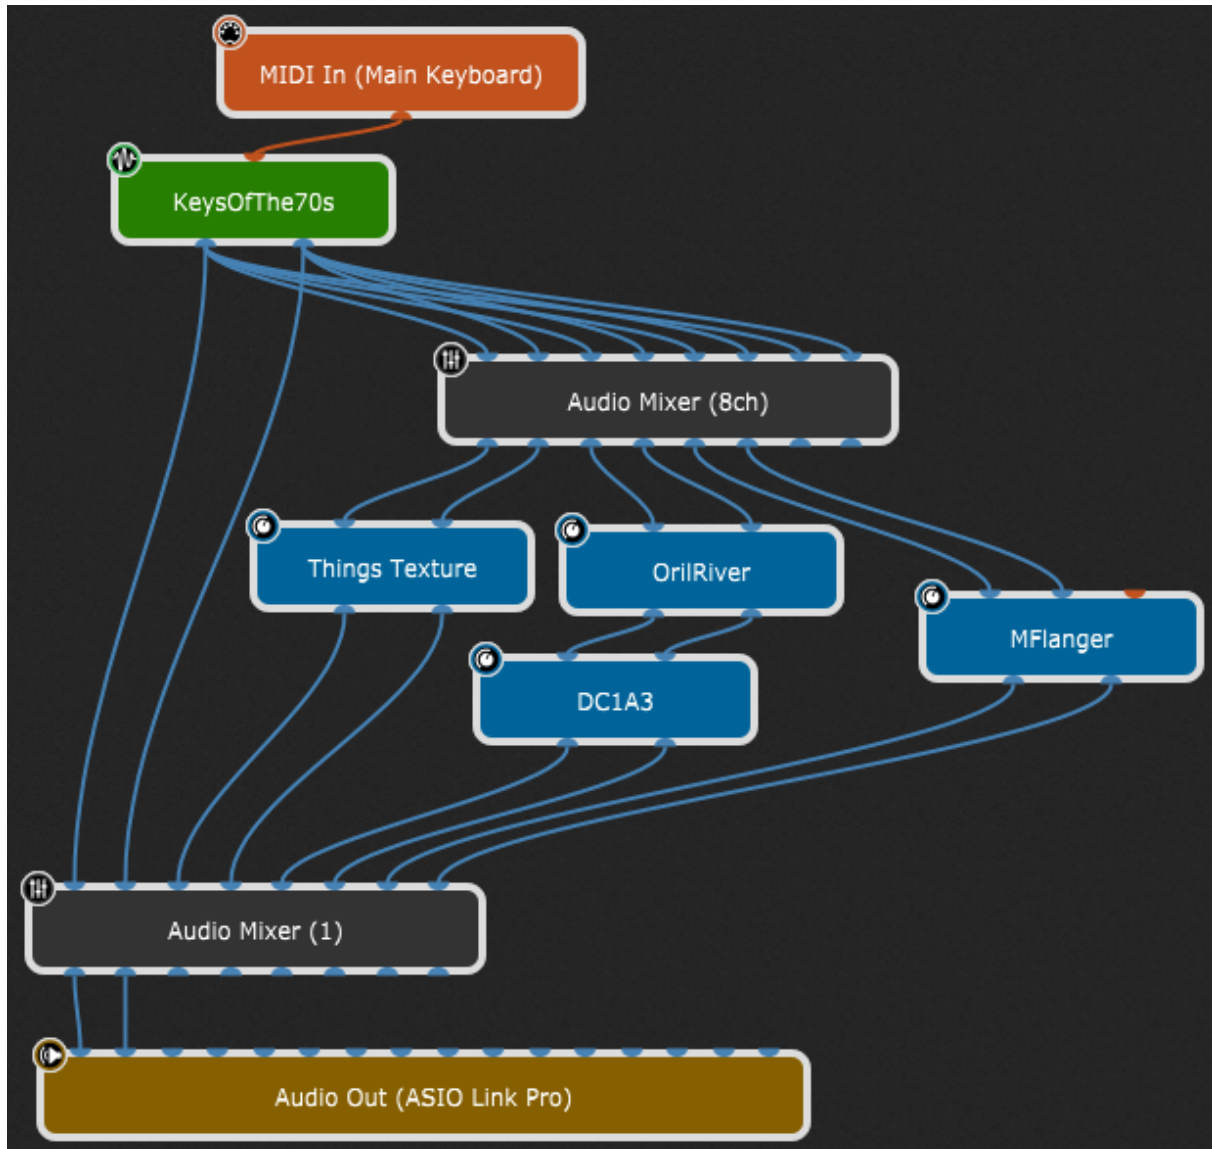 MIDI In (Main Keyboard)
KeysOfThe70s
Audio Mixer (8ch)
Things Texture
OrilRiver
MFlanger
DC1A3
Audio Mixer (1)
Audio Out (ASIO Link Pro)